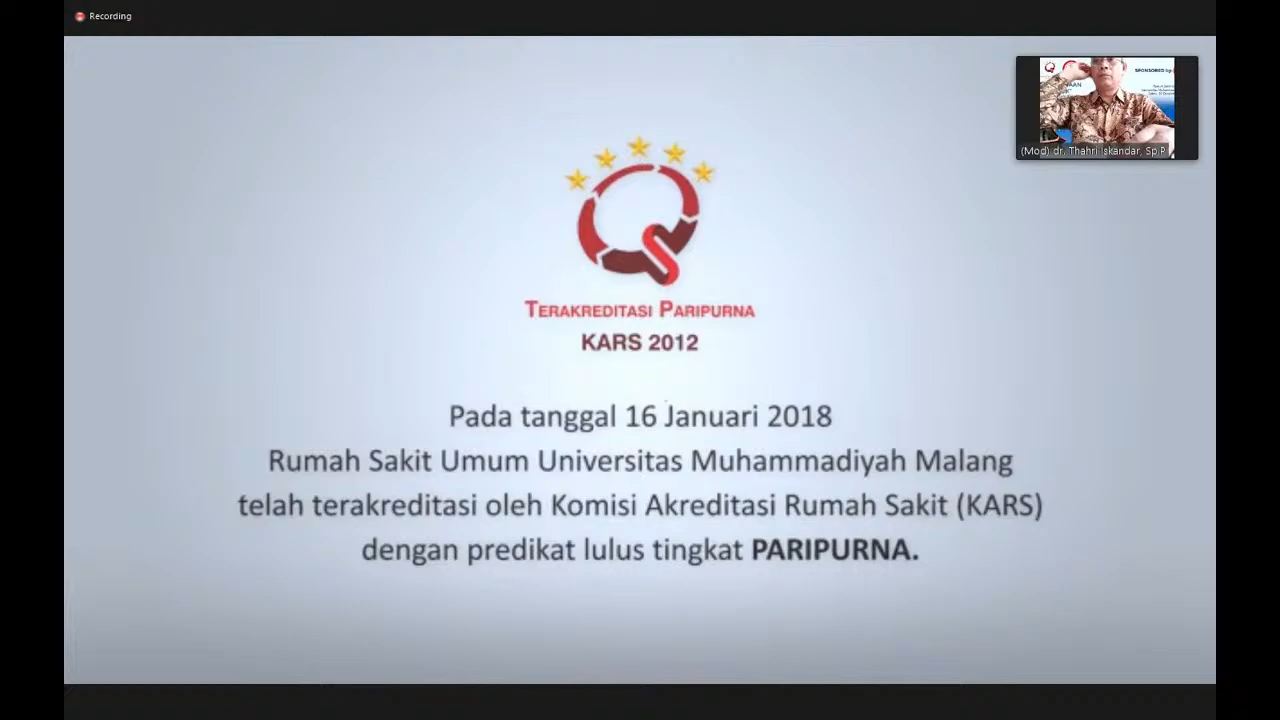 Recording
SPONSORED
(Mod) dr. Thahri Iskandar, Sp.P
TERAKREDITASI PARIPURNA
KARS 2012
Pada tanggal 16 Januari 2018
Rumah Sakit Umum Universitas Muhammadiyah Malang
telah terakreditasi oleh Komisi Akreditasi Rumah Sakit (KARS)
dengan predikat lulus tingkat PARIPURNA.